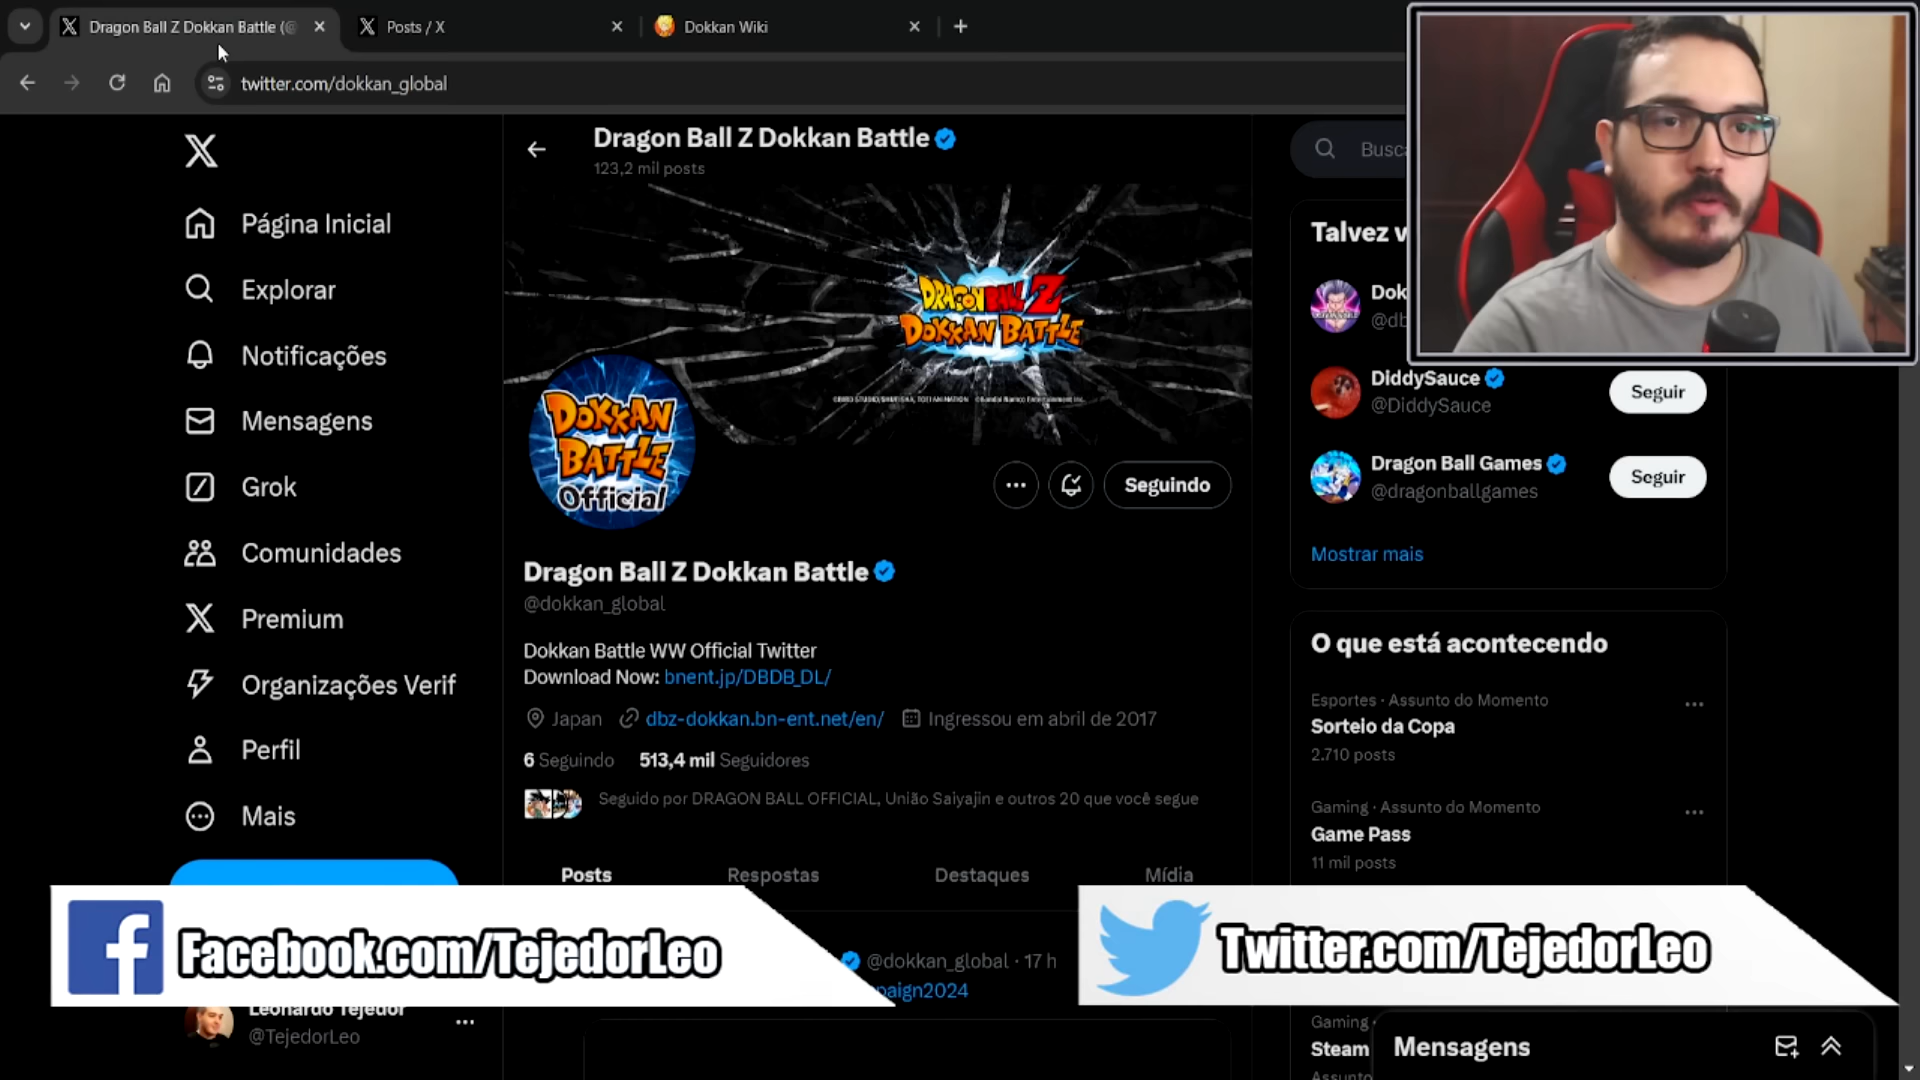 Dragon Ball Z Dokkan Battle (@
Posts / X
Dokkan Wiki
twitter.com/dokkan_global
Página Inicial
Explorar
Notificações
Mensagens
Grok
Comunidades
Premium
Organizações Verif
Perfil
Mais
Leonardo Tejedor
@TejedorLeo
Dragon Ball Z Dokkan Battle
123,2 mil posts
DRAGON BALL Z
DOKKAN BATTLE
DOKKAN
BATTLE
Official
Seguindo
Dragon Ball Z Dokkan Battle
@dokkan_global
Dokkan Battle WW Official Twitter
Download Now: bnent.jp/DBDB_DL/
Japan dbz-dokkan.bn-ent.net/en/ Ingressou em abril de 2017
6 Seguindo 513,4 mil Seguidores
Seguido por DRAGON BALL OFFICIAL, União Saiyajin e outros 20 que você segue
Posts Respostas Destaques Mídia
@dokkan_global · 17 h
paign2024
Busc
Talvez v
Dok
@db
DiddySauce
@DiddySauce
Seguir
Dragon Ball Games
@dragonballgames
Seguir
Mostrar mais
O que está acontecendo
Esportes · Assunto do Momento
Sorteio da Copa
2.710 posts
Gaming · Assunto do Momento
Game Pass
11 mil posts
Gaming
Steam
Mensagens
Facebook.com/TejedorLeo
Twitter.com/TejedorLeo